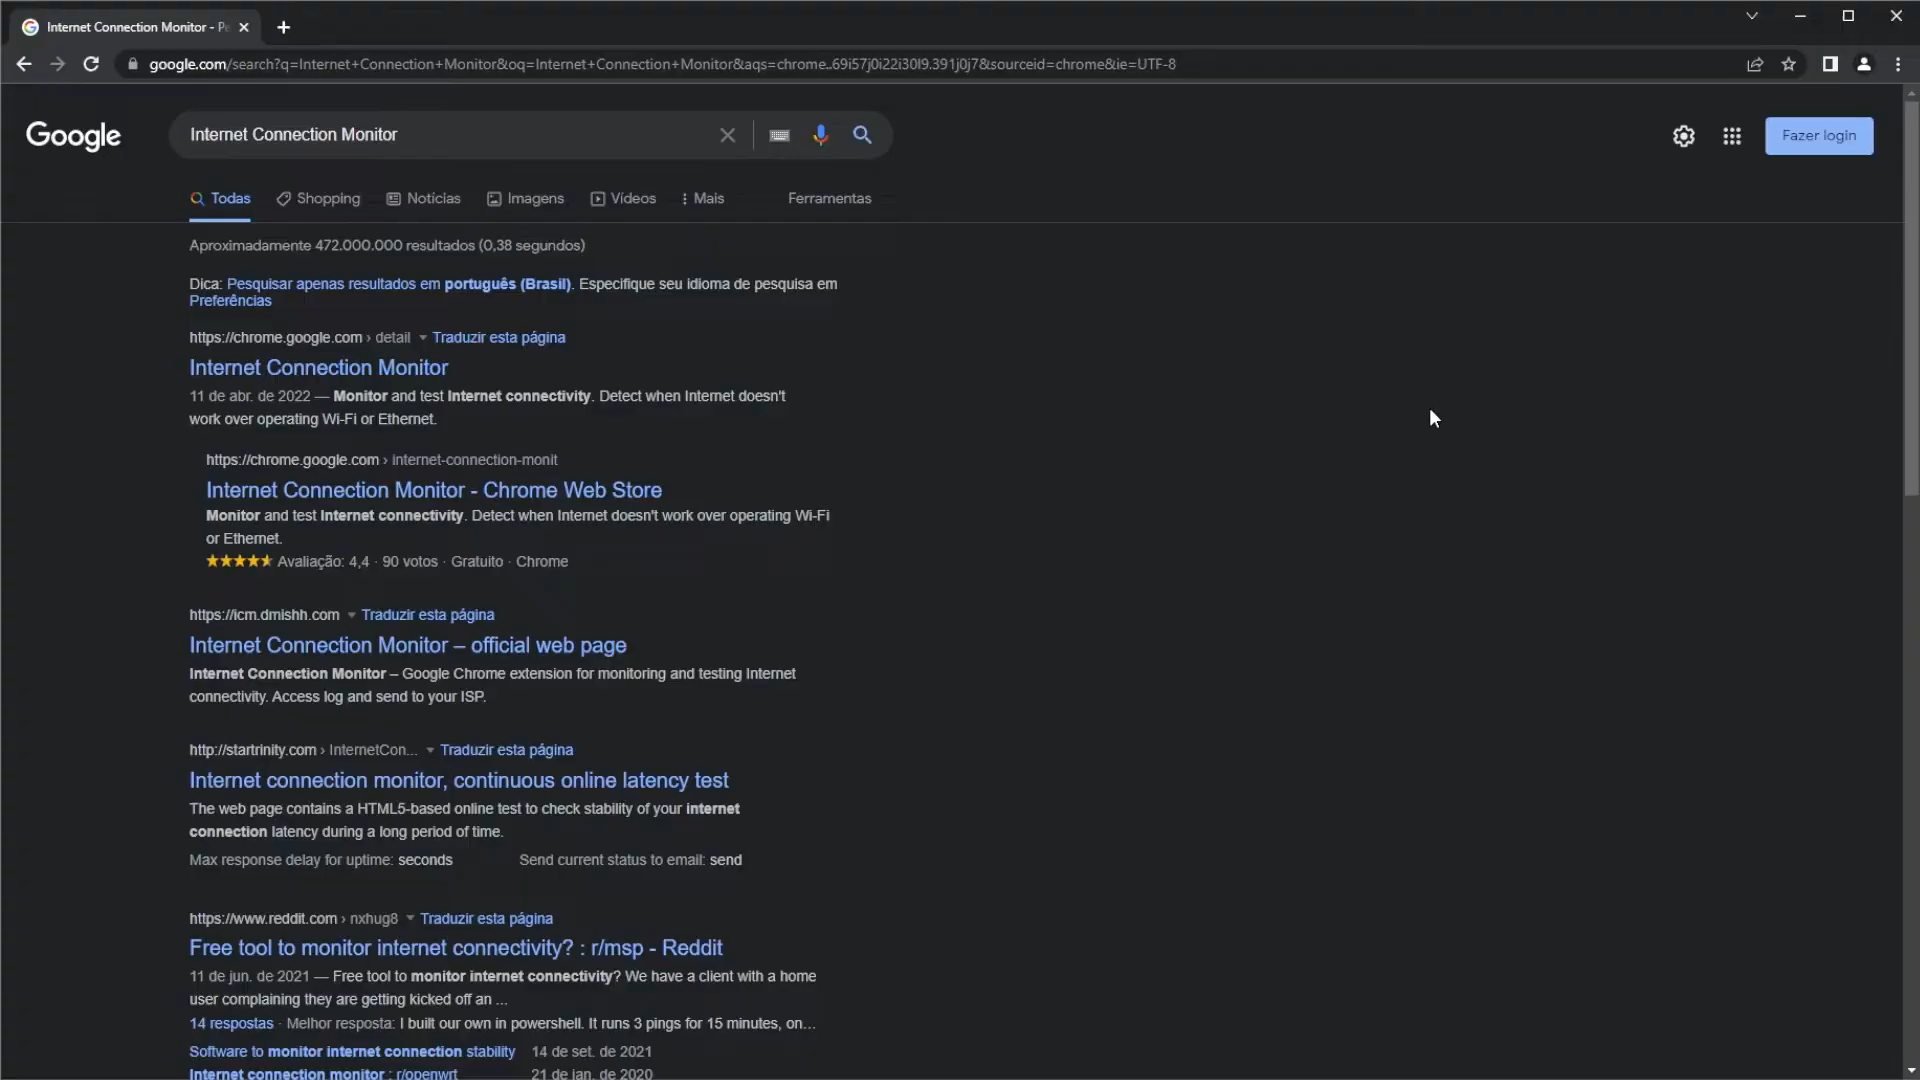 Internet Connection Monitor - Pe
google.com/search?q=Internet+Connection+Monitor&oq=Internet+Connection+Monitor&aqs=chrome..69i57j0i22i30l9.391j0j7&sourceid=chrome&ie=UTF-8
Google
Internet Connection Monitor
Fazer login
Todas Shopping Notícias Imagens Vídeos Mais Ferramentas
Aproximadamente 472.000.000 resultados (0,38 segundos)
Dica: Pesquisar apenas resultados em português (Brasil). Especifique seu idioma de pesquisa em
Preferências
https://chrome.google.com › detail Traduzir esta página
Internet Connection Monitor
11 de abr. de 2022 — Monitor and test Internet connectivity. Detect when Internet doesn't
work over operating Wi-Fi or Ethernet.
https://chrome.google.com › internet-connection-monit
Internet Connection Monitor - Chrome Web Store
Monitor and test Internet connectivity. Detect when Internet doesn't work over operating Wi-Fi
or Ethernet.
Avaliação: 4,4 · 90 votos · Gratuito · Chrome
https://icm.dmishh.com Traduzir esta página
Internet Connection Monitor – official web page
Internet Connection Monitor – Google Chrome extension for monitoring and testing Internet
connectivity. Access log and send to your ISP.
http://startrinity.com › InternetCon... Traduzir esta página
Internet connection monitor, continuous online latency test
The web page contains a HTML5-based online test to check stability of your internet
connection latency during a long period of time.
Max response delay for uptime: seconds Send current status to email: send
https://www.reddit.com › nxhug8 Traduzir esta página
Free tool to monitor internet connectivity? : r/msp - Reddit
11 de jun. de 2021 — Free tool to monitor internet connectivity? We have a client with a home
user complaining they are getting kicked off an ...
14 respostas · Melhor resposta: I built our own in powershell. It runs 3 pings for 15 minutes, on...
Software to monitor internet connection stability 14 de set. de 2021
Internet connection monitor : r/openwrt 21 de jan. de 2020